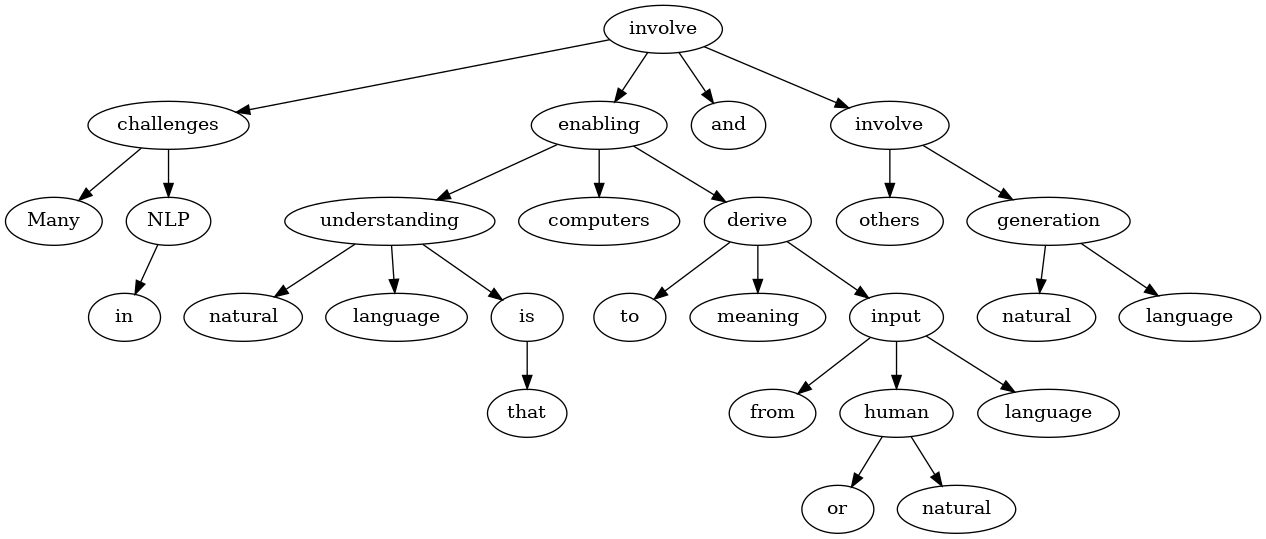 involve
challenges enabling and involve
Many NLP understanding computers derive others generation
in natural language is to meaning input natural language
that from human language
or natural